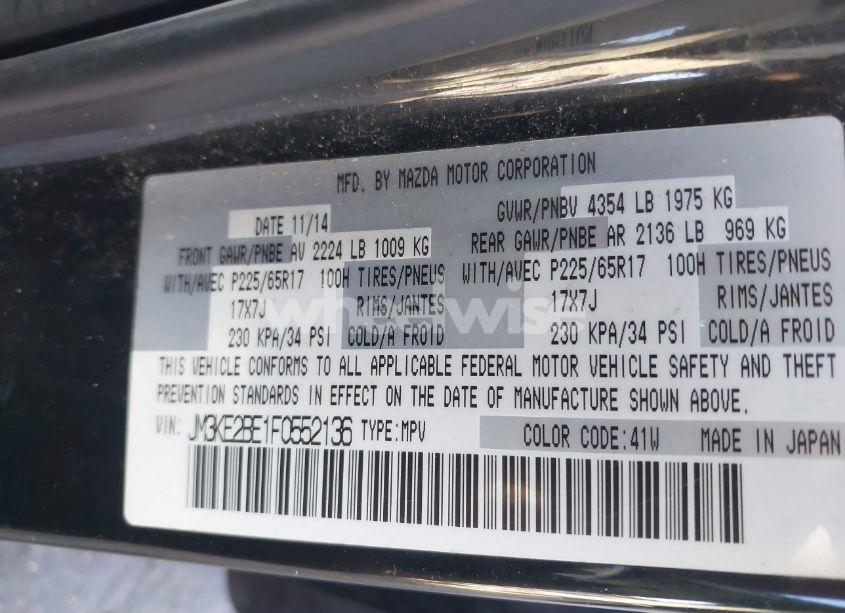 MFD. BY MAZDA MOTOR CORPORATION
DATE 11/14 GVWR/PNBV 4354 LB 1975 KG
FRONT GAWR/PNBE AV 2224 LB 1009 KG REAR GAWR/PNBE AR 2136 LB 969 KG
WITH/AVEC P225/65R17 100H TIRES/PNEUS WITH/AVEC P225/65R17 100H TIRES/PNEUS
17X7J RIMS/JANTES 17X7J RIMS/JANTES
wheelwise
230 KPA/34 PSI COLD/A FROID 230 KPA/34 PSI COLD/A FROID
THIS VEHICLE CONFORMS TO ALL APPLICABLE FEDERAL MOTOR VEHICLE SAFETY AND THEFT
PREVENTION STANDARDS IN EFFECT ON THE DATE OF MANUFACTURE SHOWN ABOVE.
VIN: JM3KE2BE1F0552136 TYPE:MPV COLOR CODE:41W MADE IN JAPAN